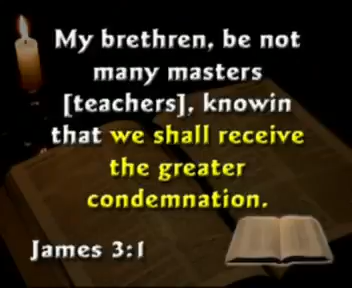 My brethren, be not
many masters
[teachers], knowin
that we shall receive
the greater
condemnation.
James 3:1